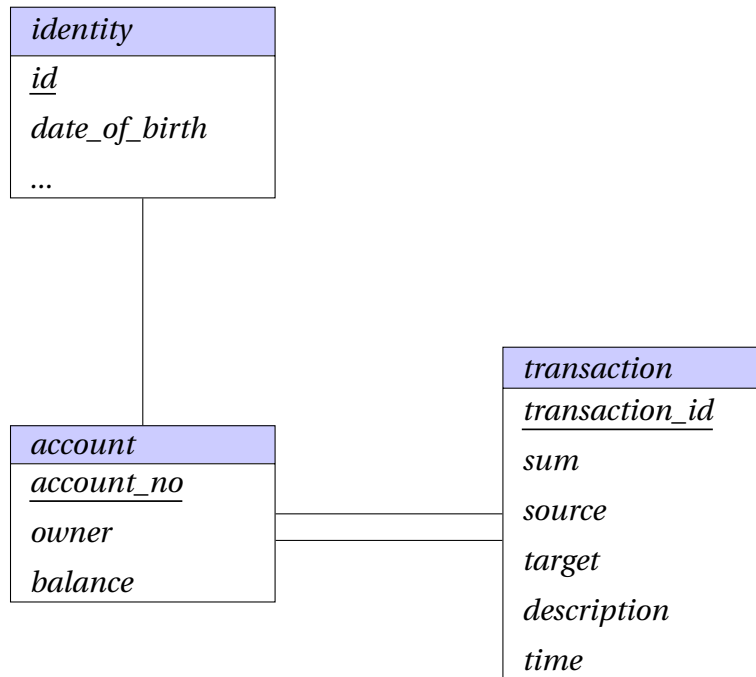 identity
id
date_of_birth
...
account
account_no
owner
balance
transaction
transaction_id
sum
source
target
description
time